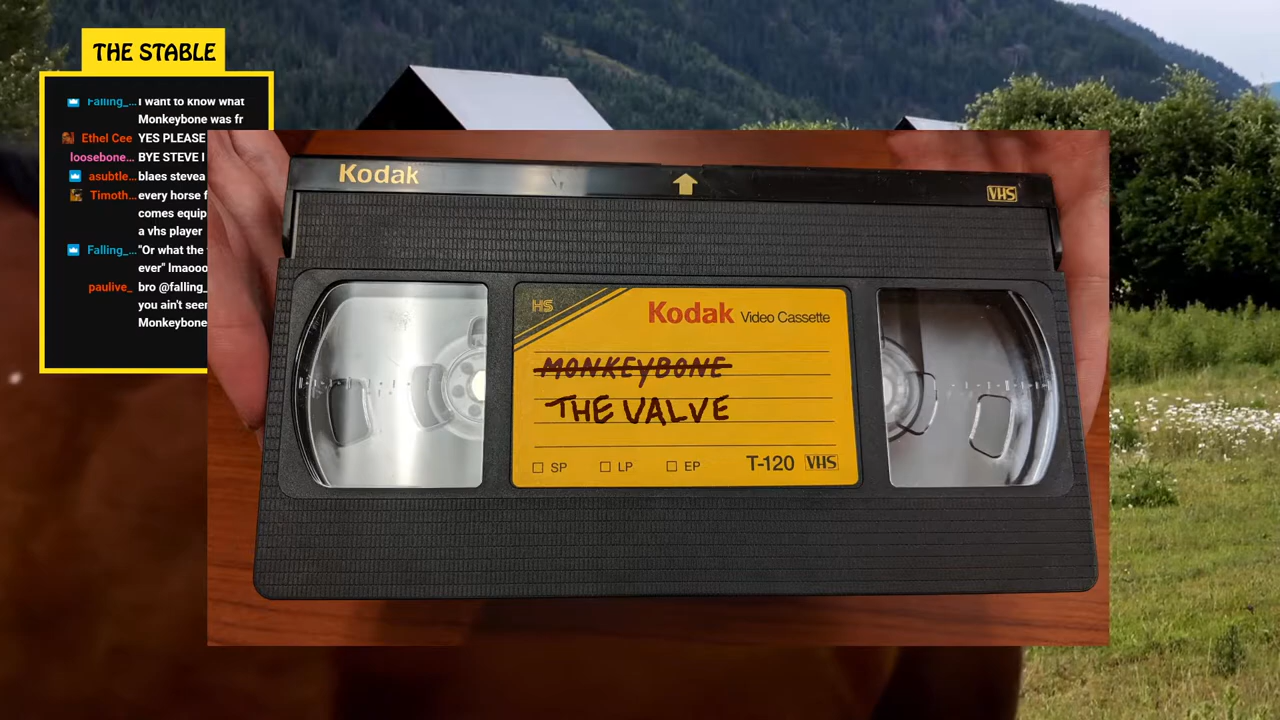 THE STABLE
Falling_... I want to know what
Monkeybone was fr
Ethel Cee YES PLEASE
loosebone... BYE STEVE I
asubtle... blaes stevea
Timoth... every horse f
comes equip
a vhs player
Falling_... "Or what the
ever" lmaooo
paulive_ bro @falling_
you ain't seen
Monkeybone
Kodak
VHS
HS
Kodak Video Cassette
MONKEYBONE
THE VALVE
SP LP EP T-120 VHS